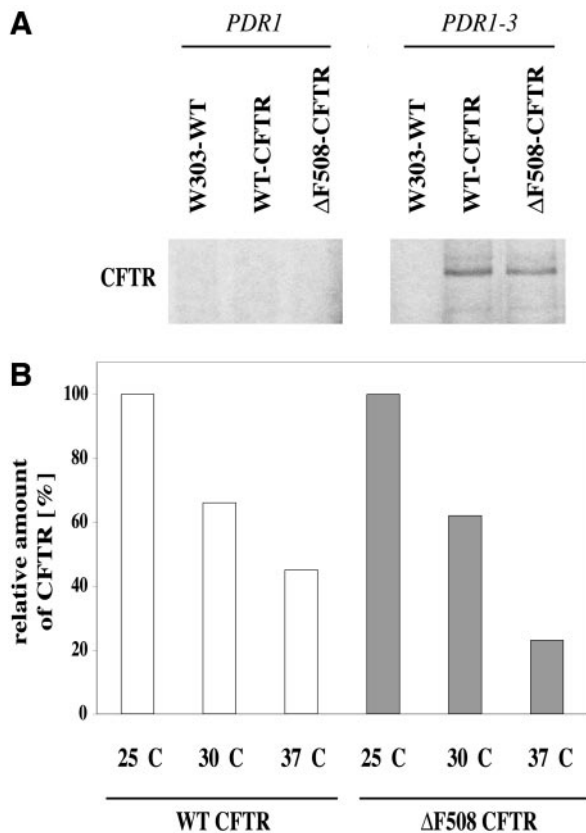 A
PDR1
PDR1-3
W303-WT
WT-CFTR
ΔF508-CFTR
W303-WT
WT-CFTR
ΔF508-CFTR
CFTR
B
relative amount
of CFTR [%]
100
80
60
40
20
0
25 C
30 C
37 C
25 C
30 C
37 C
WT CFTR
ΔF508 CFTR